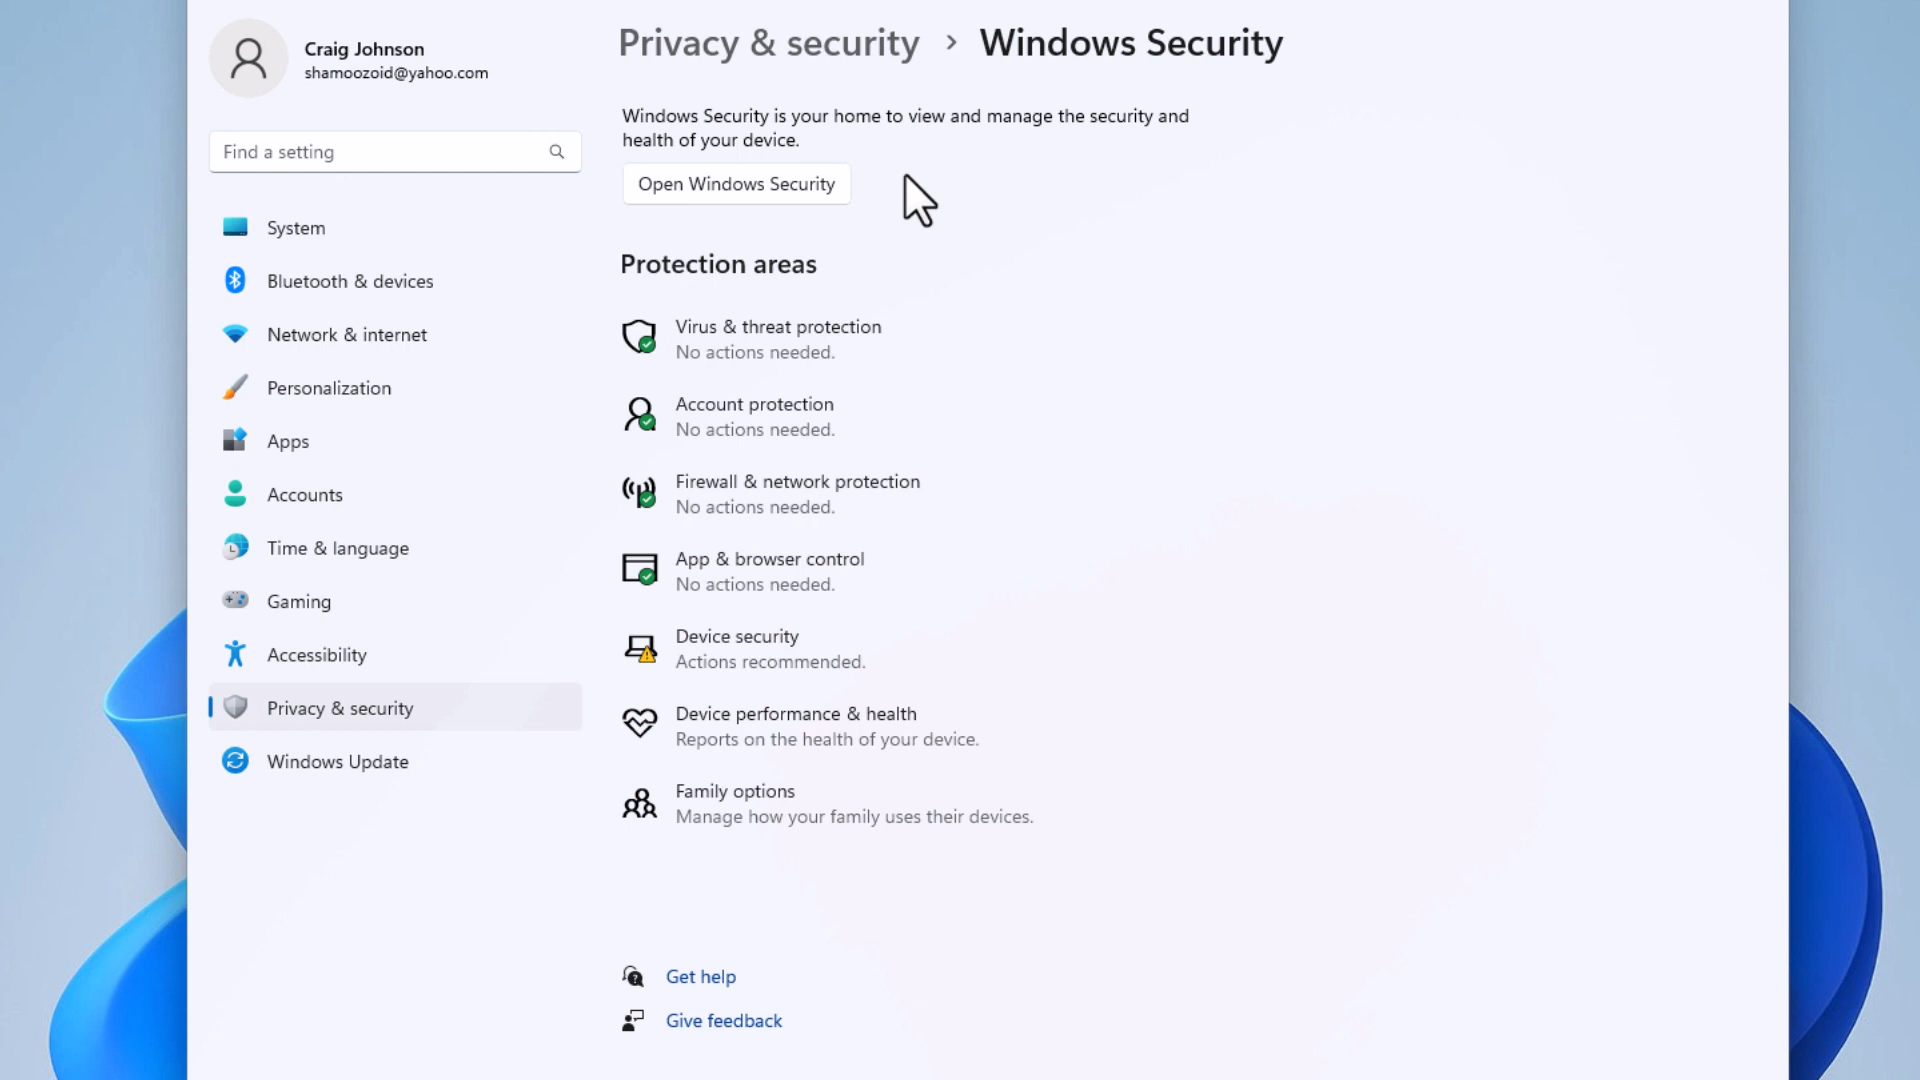 Craig Johnson
shamoozoid@yahoo.com
Find a setting
System
Bluetooth & devices
Network & internet
Personalization
Apps
Accounts
Time & language
Gaming
Accessibility
Privacy & security
Windows Update
Privacy & security > Windows Security
Windows Security is your home to view and manage the security and
health of your device.
Open Windows Security
Protection areas
Virus & threat protection
No actions needed.
Account protection
No actions needed.
Firewall & network protection
No actions needed.
App & browser control
No actions needed.
Device security
Actions recommended.
Device performance & health
Reports on the health of your device.
Family options
Manage how your family uses their devices.
Get help
Give feedback